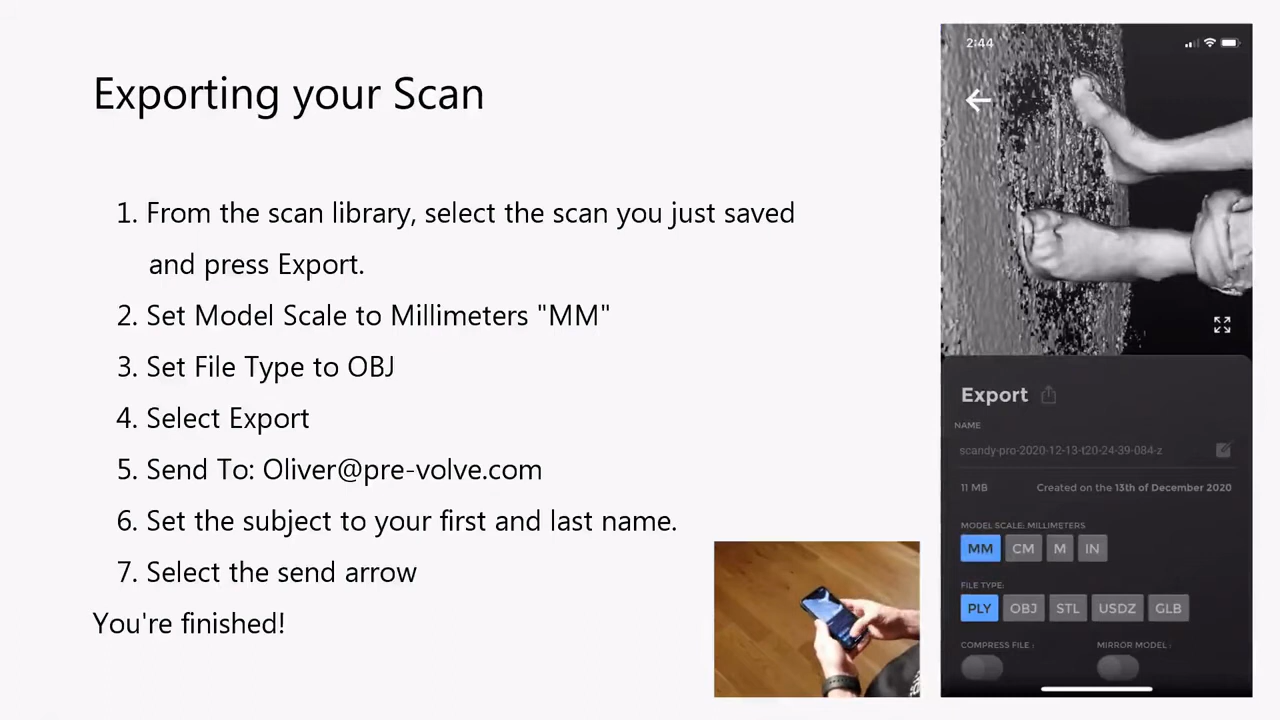 Exporting your Scan
1. From the scan library, select the scan you just saved
and press Export.
2. Set Model Scale to Millimeters "MM"
3. Set File Type to OBJ
4. Select Export
5. Send To: Oliver@pre-volve.com
6. Set the subject to your first and last name.
7. Select the send arrow
You're finished!
2:44
Export
NAME
scandy-pro-2020-12-13-t20-24-39-084-z
11 MB Created on the 13th of December 2020
MODEL SCALE: MILLIMETERS
MM CM M IN
FILE TYPE:
PLY OBJ STL USDZ GLB
COMPRESS FILE : MIRROR MODEL :